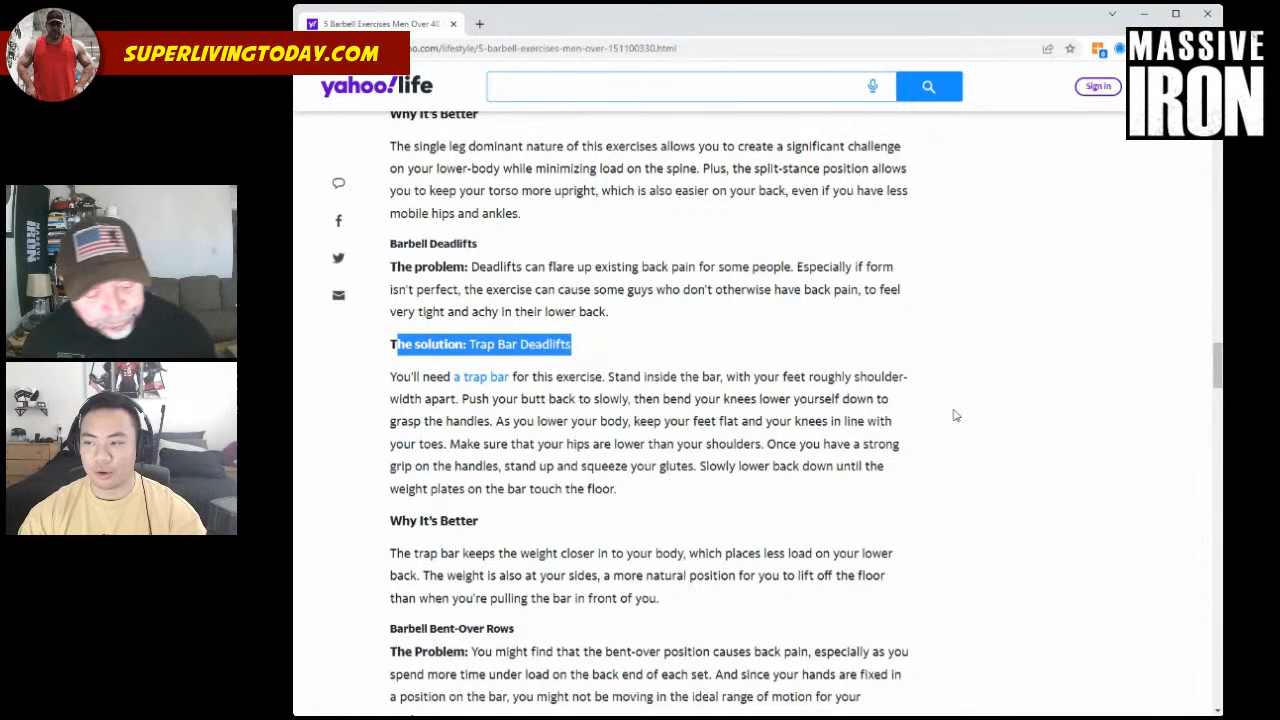 SUPERLIVINGTODAY.COM
MASSIVE
IRON
5 Barbell Exercises Men Over 40
oo.com/lifestyle/5-barbell-exercises-men-over-151100330.html
yahoo!life
Sign in
Why It's Better
The single leg dominant nature of this exercises allows you to create a significant challenge
on your lower-body while minimizing load on the spine. Plus, the split-stance position allows
you to keep your torso more upright, which is also easier on your back, even if you have less
mobile hips and ankles.
Barbell Deadlifts
The problem: Deadlifts can flare up existing back pain for some people. Especially if form
isn't perfect, the exercise can cause some guys who don't otherwise have back pain, to feel
very tight and achy in their lower back.
The solution: Trap Bar Deadlifts
You'll need a trap bar for this exercise. Stand inside the bar, with your feet roughly shoulder-
width apart. Push your butt back to slowly, then bend your knees lower yourself down to
grasp the handles. As you lower your body, keep your feet flat and your knees in line with
your toes. Make sure that your hips are lower than your shoulders. Once you have a strong
grip on the handles, stand up and squeeze your glutes. Slowly lower back down until the
weight plates on the bar touch the floor.
Why It's Better
The trap bar keeps the weight closer in to your body, which places less load on your lower
back. The weight is also at your sides, a more natural position for you to lift off the floor
than when you're pulling the bar in front of you.
Barbell Bent-Over Rows
The Problem: You might find that the bent-over position causes back pain, especially as you
spend more time under load on the back end of each set. And since your hands are fixed in
a position on the bar, you might not be moving in the ideal range of motion for your
MASSIVE
IRON